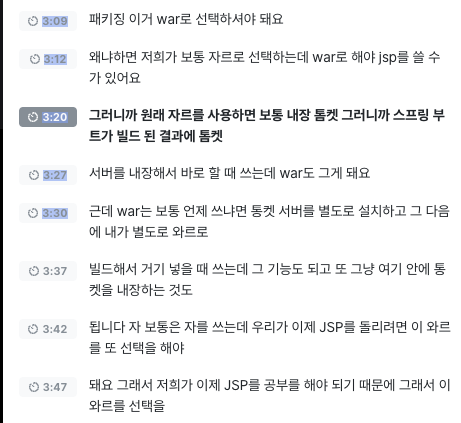 3:09 패키징 이거 war로 선택하셔야 돼요
3:12 왜냐하면 저희가 보통 자르로 선택하는데 war로 해야 jsp를 쓸 수
가 있어요
3:20 그러니까 원래 자르를 사용하면 보통 내장 톰켓 그러니까 스프링 부
트가 빌드 된 결과에 톰켓
3:27 서버를 내장해서 바로 할 때 쓰는데 war도 그게 돼요
3:30 근데 war는 보통 언제 쓰냐면 통켓 서버를 별도로 설치하고 그 다음
에 내가 별도로 와르로
3:37 빌드해서 거기 넣을 때 쓰는데 그 기능도 되고 또 그냥 여기 안에 통
켓을 내장하는 것도
3:42 됩니다 자 보통은 자를 쓰는데 우리가 이제 JSP를 돌리려면 이 와르
를 또 선택을 해야
3:47 돼요 그래서 저희가 이제 JSP를 공부를 해야 되기 때문에 그래서 이
와르를 선택을